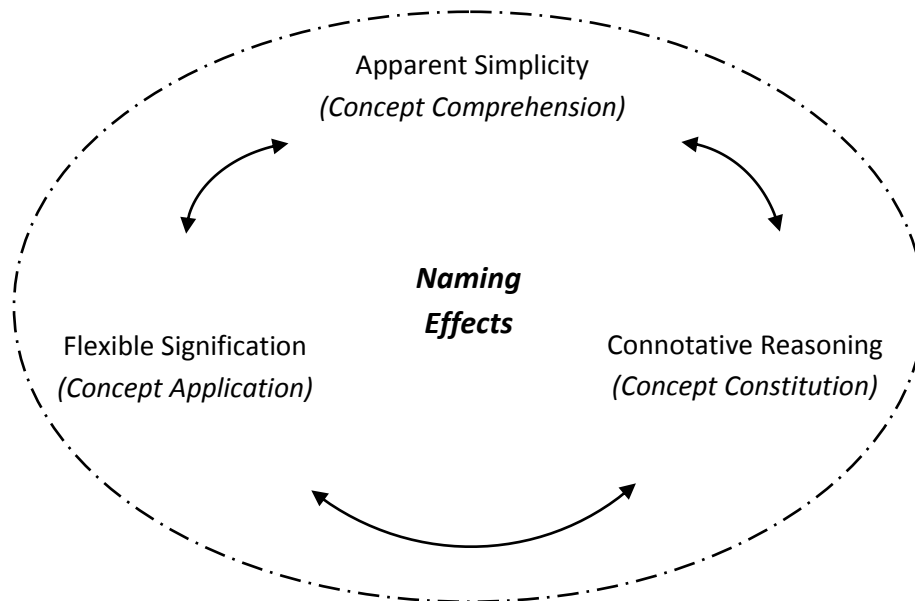 Apparent Simplicity
(Concept Comprehension)
Naming
Effects
Flexible Signification
(Concept Application)
Connotative Reasoning
(Concept Constitution)